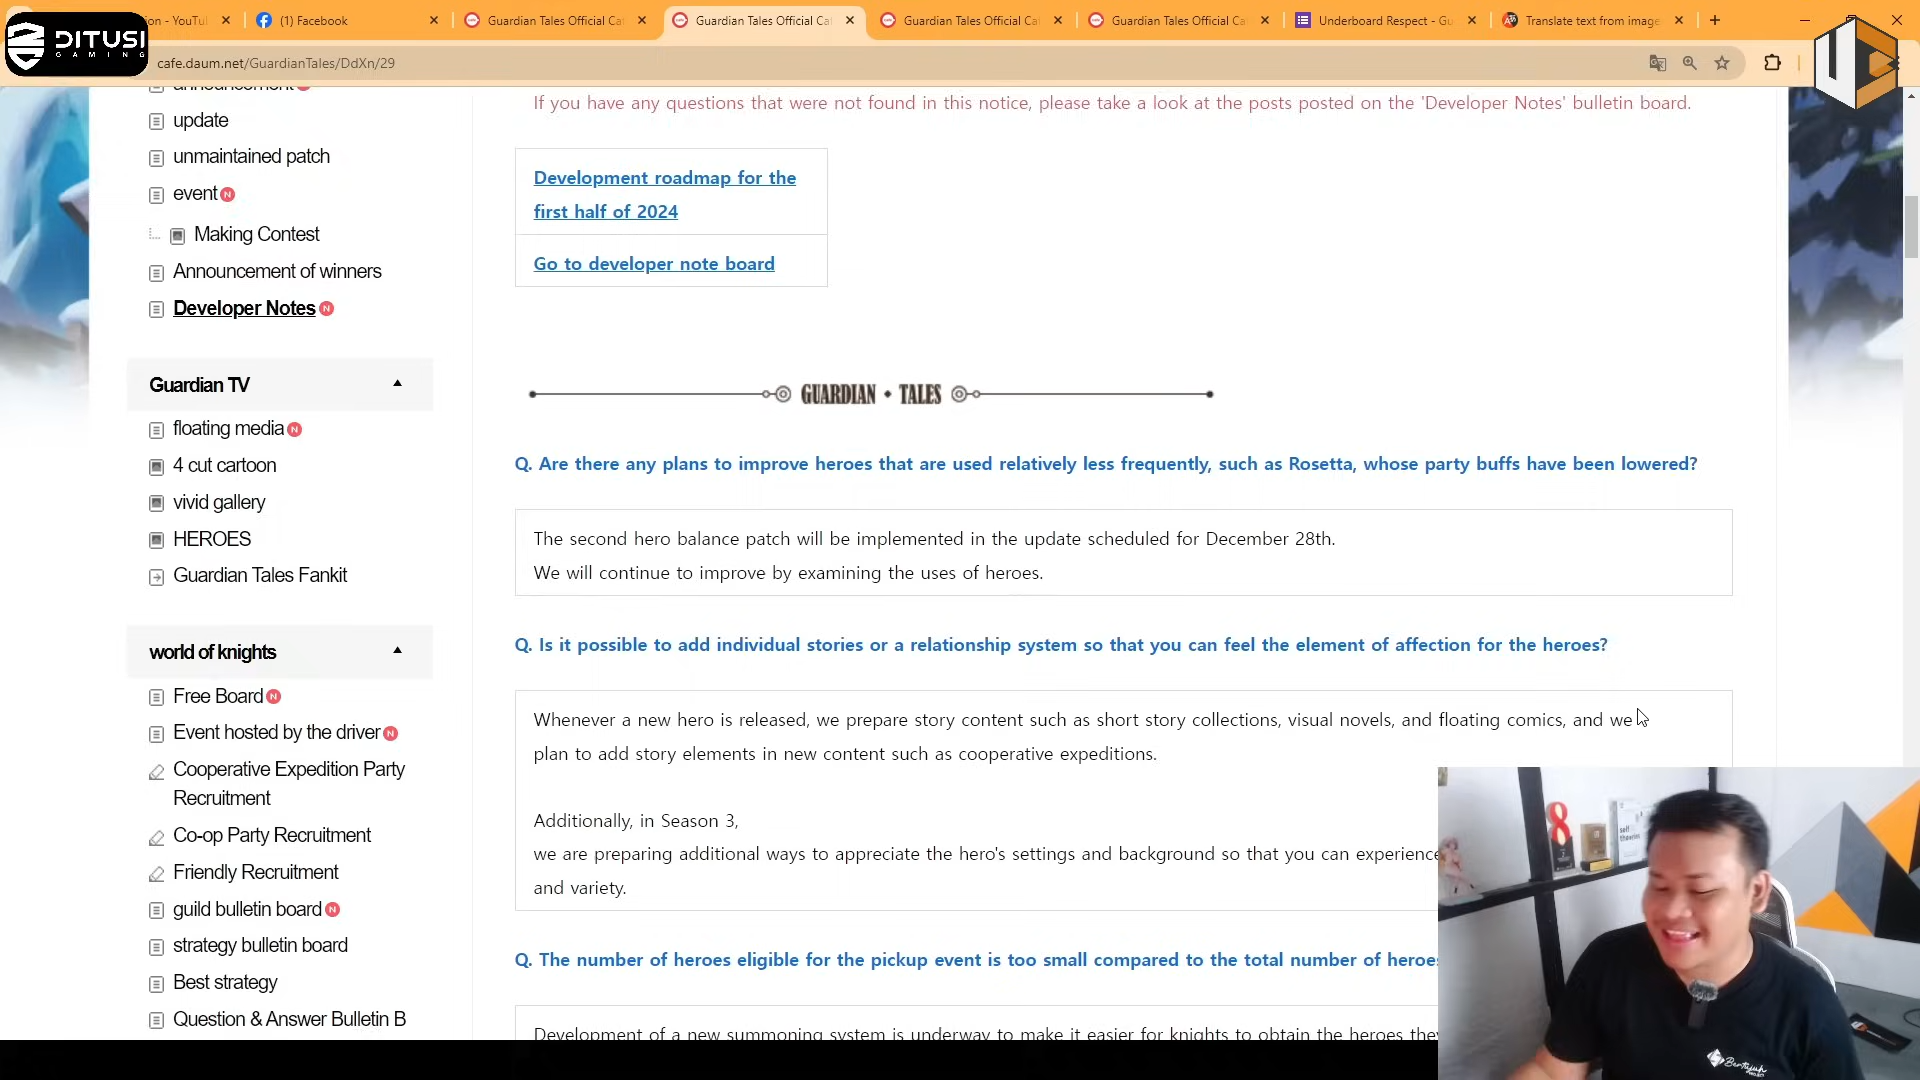 DITUSI
GAMING
ion - YouTu
(1) Facebook
Guardian Tales Official Ca
Guardian Tales Official Ca
Guardian Tales Official Ca
Guardian Tales Official Ca
Underboard Respect - Gu
Translate text from image
cafe.daum.net/GuardianTales/DdXn/29
announcement
update
unmaintained patch
event
Making Contest
Announcement of winners
Developer Notes
Guardian TV
floating media
4 cut cartoon
vivid gallery
HEROES
Guardian Tales Fankit
world of knights
Free Board
Event hosted by the driver
Cooperative Expedition Party
Recruitment
Co-op Party Recruitment
Friendly Recruitment
guild bulletin board
strategy bulletin board
Best strategy
Question & Answer Bulletin B
If you have any questions that were not found in this notice, please take a look at the posts posted on the 'Developer Notes' bulletin board.
Development roadmap for the
first half of 2024
Go to developer note board
GUARDIAN TALES
Q. Are there any plans to improve heroes that are used relatively less frequently, such as Rosetta, whose party buffs have been lowered?
The second hero balance patch will be implemented in the update scheduled for December 28th.
We will continue to improve by examining the uses of heroes.
Q. Is it possible to add individual stories or a relationship system so that you can feel the element of affection for the heroes?
Whenever a new hero is released, we prepare story content such as short story collections, visual novels, and floating comics, and we
plan to add story elements in new content such as cooperative expeditions.
Additionally, in Season 3,
we are preparing additional ways to appreciate the hero's settings and background so that you can experience
and variety.
Q. The number of heroes eligible for the pickup event is too small compared to the total number of heroes
Development of a new summoning system is underway to make it easier for knights to obtain the heroes they
8